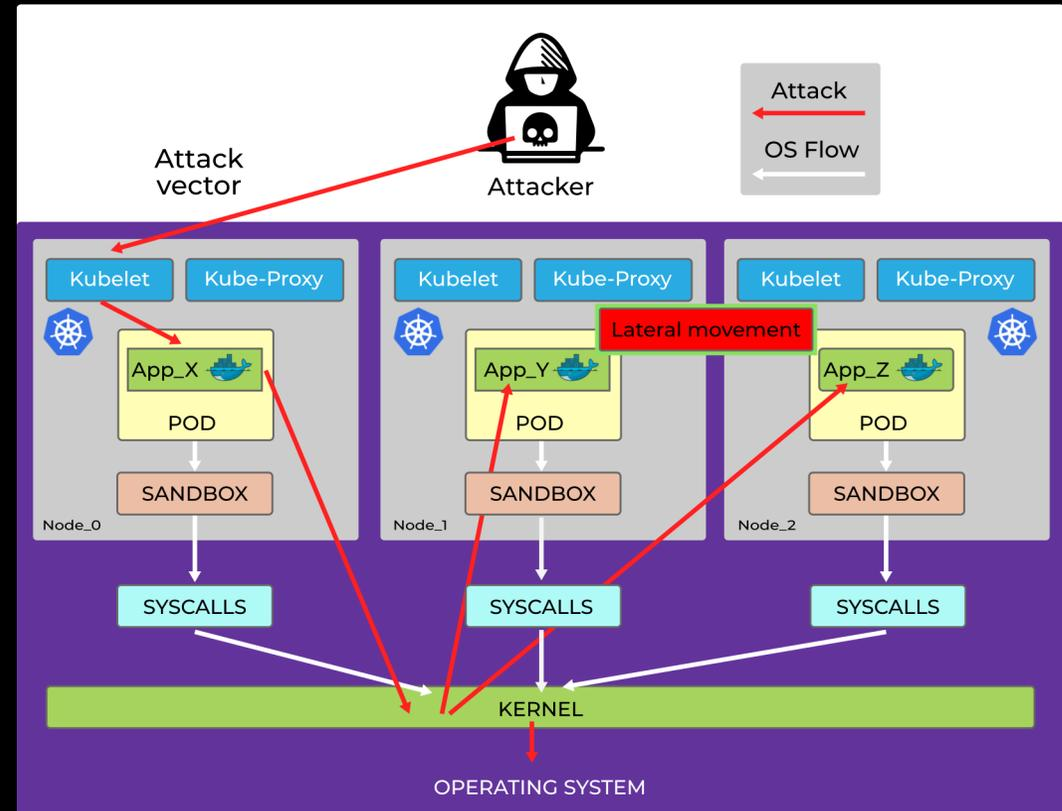 Attack
OS Flow
Attack
vector
Attacker
Kubelet
Kube-Proxy
Kubelet
Kube-Proxy
Kubelet
Kube-Proxy
Lateral movement
App_X
App_Y
App_Z
POD
POD
POD
SANDBOX
SANDBOX
SANDBOX
Node_0
Node_1
Node_2
SYSCALLS
SYSCALLS
SYSCALLS
KERNEL
OPERATING SYSTEM